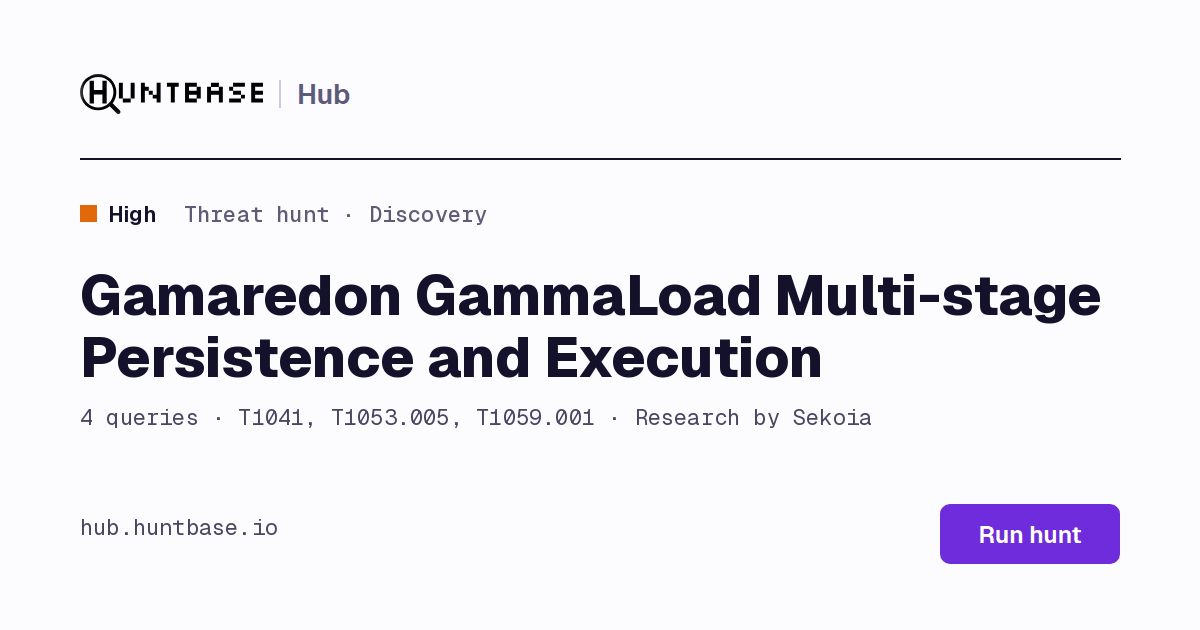 HUNTBASE Hub
High Threat hunt · Discovery
Gamaredon GammaLoad Multi-stage
Persistence and Execution
4 queries · T1041, T1053.005, T1059.001 · Research by Sekoia
hub.huntbase.io
Run hunt